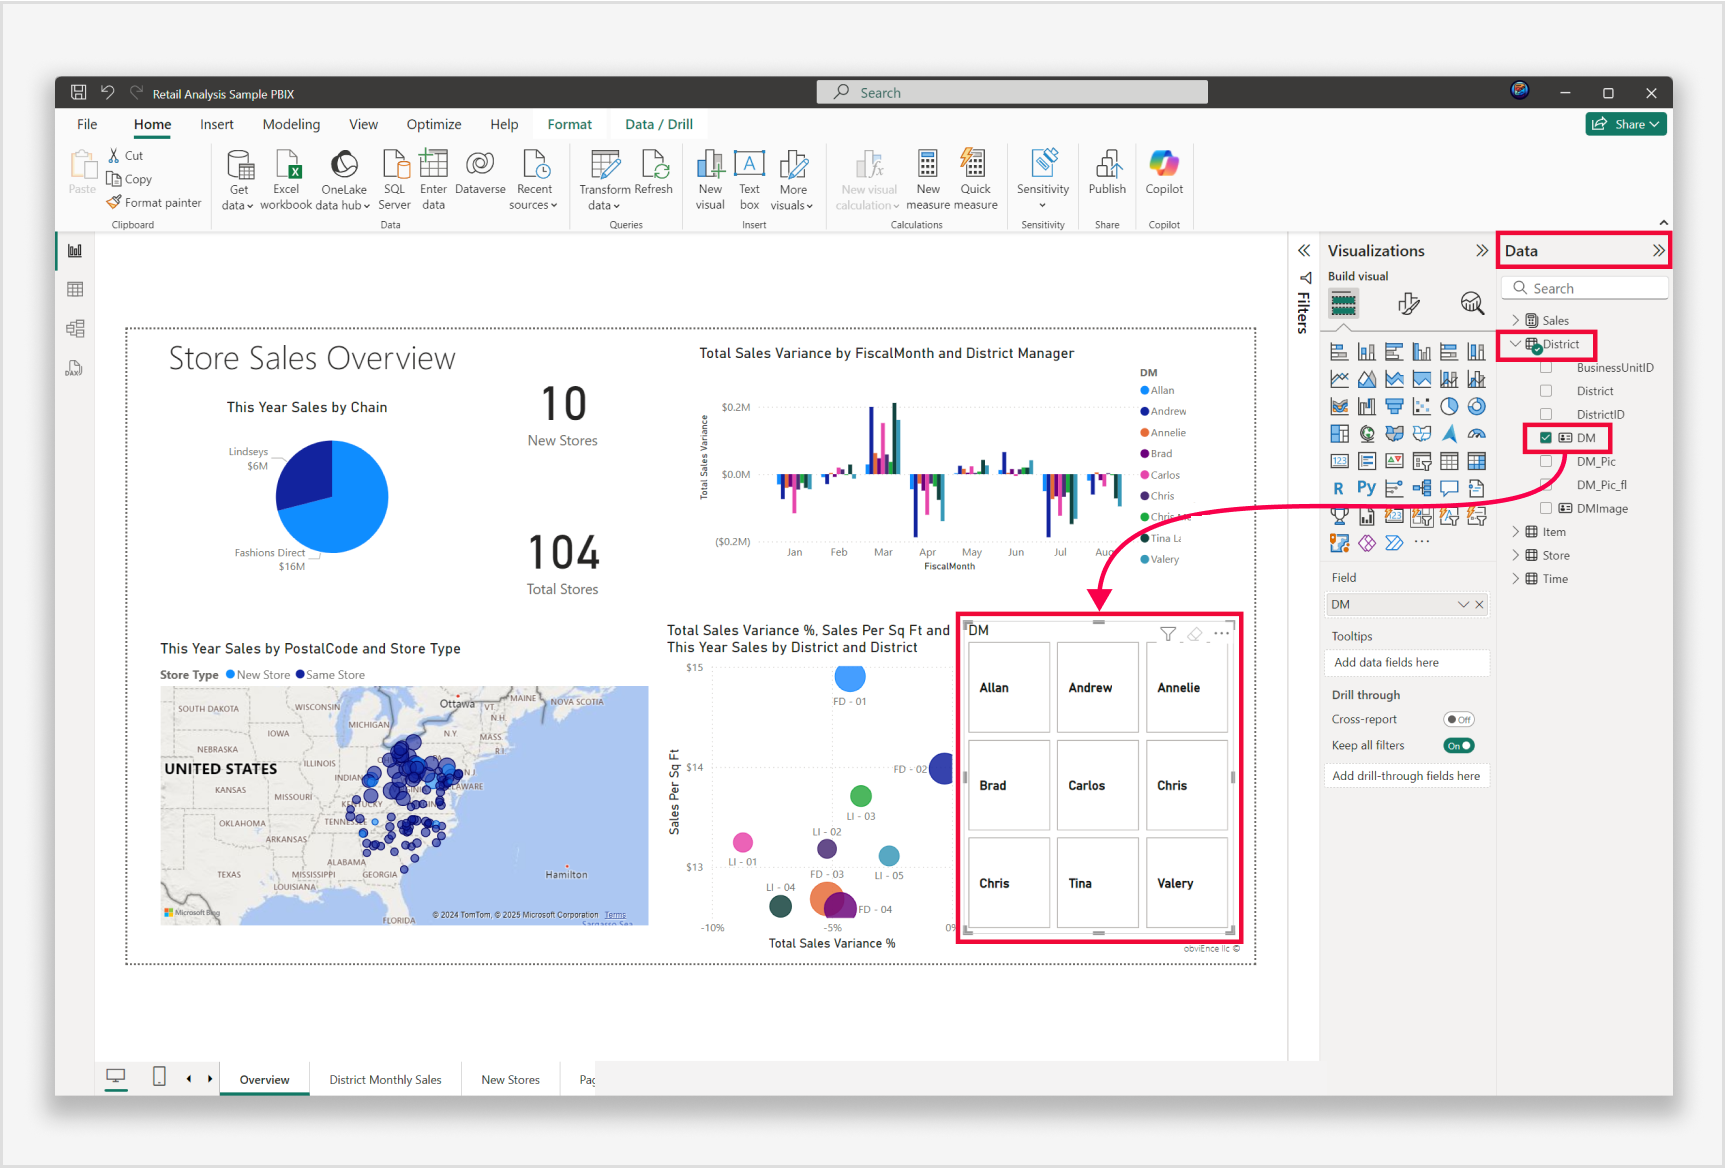 Retail Analysis Sample PBIX
Search
File Home Insert Modeling View Optimize Help Format Data / Drill
Share
Paste
Cut
Copy
Format painter
Clipboard
Get data
Excel workbook
OneLake data hub
SQL Server
Enter data
Dataverse
Recent sources
Data
Transform data
Refresh
Queries
New visual
Text box
More visuals
Insert
New visual calculation
New measure
Quick measure
Calculations
Sensitivity
Sensitivity
Publish
Share
Copilot
Copilot
Store Sales Overview
This Year Sales by Chain
Lindseys
$6M
Fashions Direct
$16M
10
New Stores
104
Total Stores
Total Sales Variance by FiscalMonth and District Manager
Total Sales Variance
$0.2M
$0.0M
($0.2M)
Jan Feb Mar Apr May Jun Jul Aug
FiscalMonth
DM
Allan
Andrew
Annelie
Brad
Carlos
Chris
Chris Mc
Tina La
Valery
This Year Sales by PostalCode and Store Type
Store Type New Store Same Store
SOUTH DAKOTA
WISCONSIN
Ottawa
VT.
MAINE
NOVA SCOTIA
N.H.
MICHIGAN
IOWA
N.Y.
MASS.
R.I.
NEBRASKA
ILLINOIS
UNITED STATES
INDIAN
N J
KANSAS
MISSOURI
KENTUCKY
DELAWARE
OKLAHOMA
TENNESSEE
ARKANSAS
ALABAMA
TEXAS
MISSISSIPPI
GEORGIA
Hamilton
LOUISIANA
Microsoft Bing
FLORIDA
© 2024 TomTom, © 2025 Microsoft Corporation Terms
Sargasso Sea
Total Sales Variance %, Sales Per Sq Ft and
This Year Sales by District and District
Sales Per Sq Ft
$15
$14
$13
FD - 01
FD - 02
LI - 03
LI - 02
LI - 01
FD - 03
LI - 05
LI - 04
FD - 04
-10%
-5%
0%
Total Sales Variance %
DM
Allan
Andrew
Annelie
Brad
Carlos
Chris
Chris
Tina
Valery
obviEnce llc ©
Filters
Visualizations
Build visual
123
R
Py
Field
DM
Tooltips
Add data fields here
Drill through
Cross-report
Off
Keep all filters
On
Add drill-through fields here
Data
Search
Sales
District
BusinessUnitID
District
DistrictID
DM
DM_Pic
DM_Pic_fl
DMImage
Item
Store
Time
DAX
Overview
District Monthly Sales
New Stores
Pag